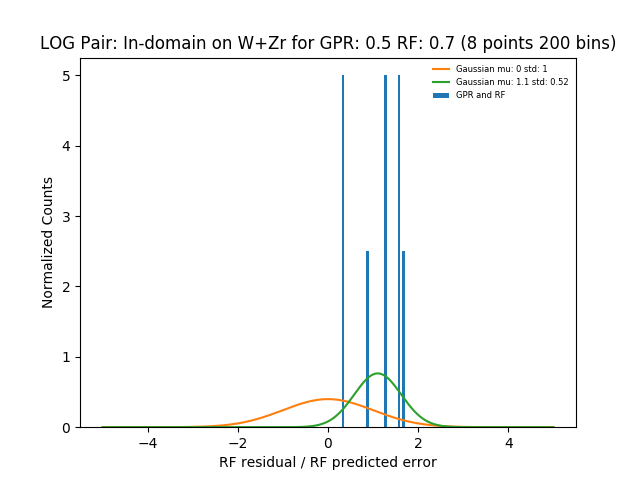 LOG Pair: In-domain on W+Zr for GPR: 0.5 RF: 0.7 (8 points 200 bins)
Gaussian mu: 0 std: 1
Gaussian mu: 1.1 std: 0.52
GPR and RF
Normalized Counts
5
4
3
2
1
0
−4 −2 0 2 4
RF residual / RF predicted error